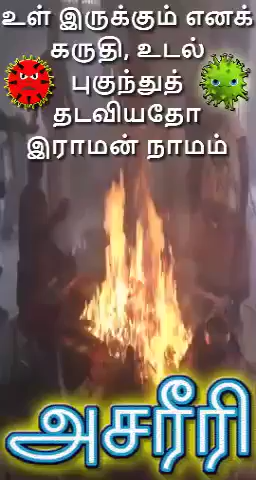 உள் இருக்கும் எனக்
கருதி, உடல்
புகுந்துத்
தடவியதோ
இராமன் நாமம்
அசரீரி